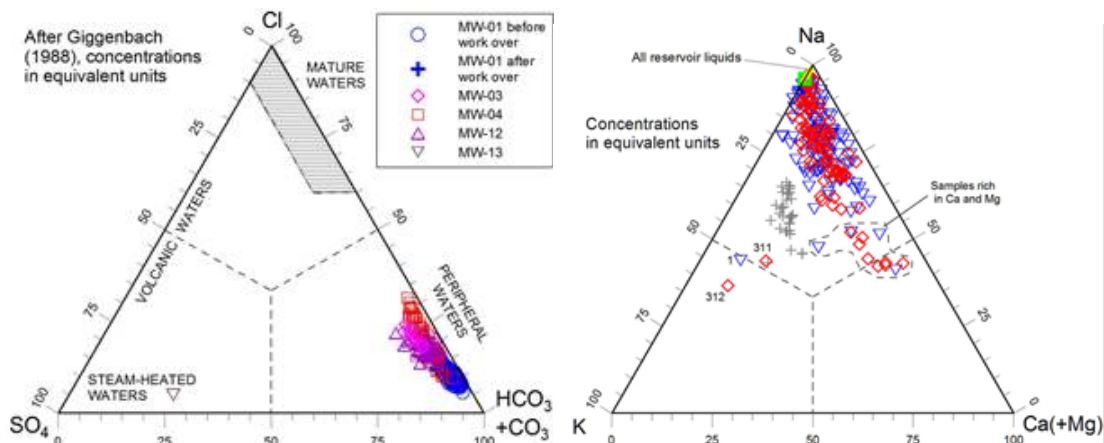 Cl
After Giggenbach
(1988), concentrations
in equivalent units
0
100
MATURE
WATERS
25
75
VOLCANIC WATERS
50
50
75
25
PERIPHERAL
WATERS
STEAM-HEATED
WATERS
100
0
SO4
HCO3
+CO3
0
25
50
75
100
MW-01 before
work over
MW-01 after
work over
MW-03
MW-04
MW-12
MW-13
Na
All reservoir liquids
0
100
Concentrations
in equivalent units
25
75
Samples rich
in Ca and Mg
50
50
1
311
312
75
25
100
0
K
Ca(+Mg)
0
25
50
75
100